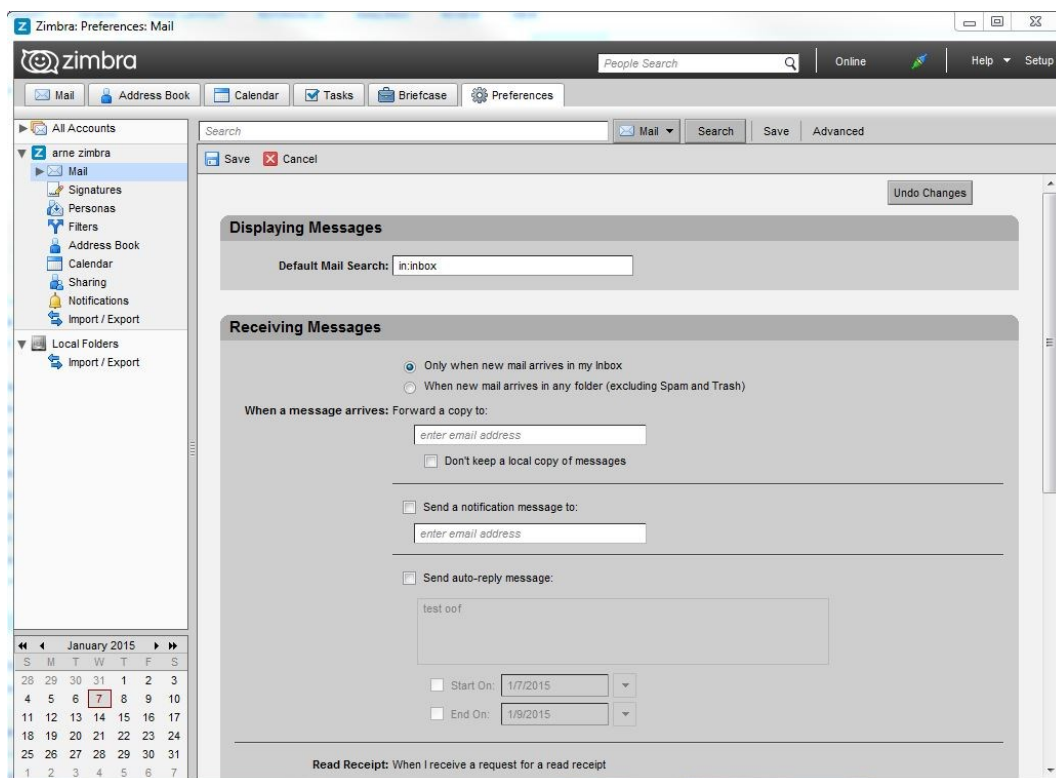 Zimbra: Preferences: Mail
zimbra
People Search
Online
Help
Setup
Mail
Address Book
Calendar
Tasks
Briefcase
Preferences
All Accounts
arne zimbra
Mail
Signatures
Personas
Filters
Address Book
Calendar
Sharing
Notifications
Import / Export
Local Folders
Import / Export
January 2015
S M T W T F S
28 29 30 31 1 2 3
4 5 6 7 8 9 10
11 12 13 14 15 16 17
18 19 20 21 22 23 24
25 26 27 28 29 30 31
1 2 3 4 5 6 7
Search
Mail
Search
Save
Advanced
Save
Cancel
Undo Changes
Displaying Messages
Default Mail Search: in:inbox
Receiving Messages
Only when new mail arrives in my Inbox
When new mail arrives in any folder (excluding Spam and Trash)
When a message arrives: Forward a copy to:
enter email address
Don't keep a local copy of messages
Send a notification message to:
enter email address
Send auto-reply message:
test oof
Start On: 1/7/2015
End On: 1/9/2015
Read Receipt: When I receive a request for a read receipt